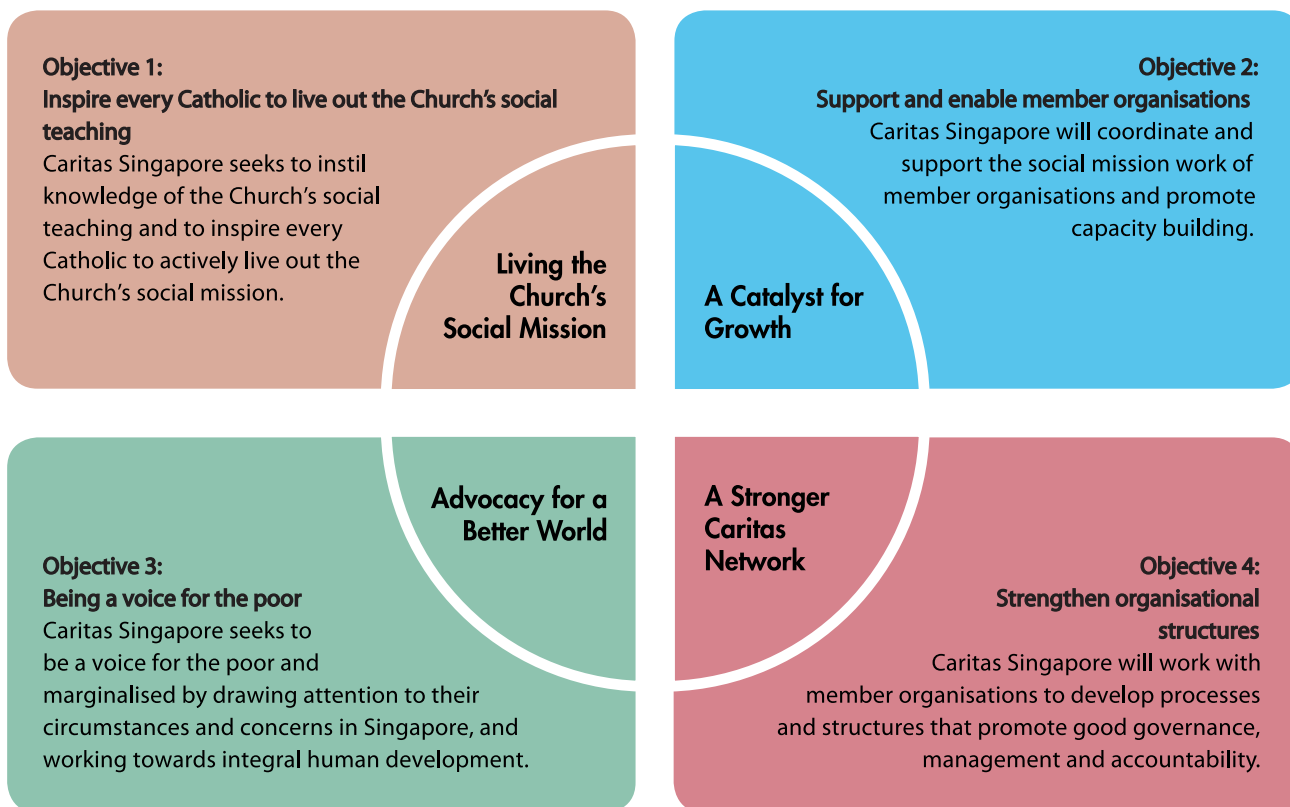 Objective 1:
Inspire every Catholic to live out the Church’s social
teaching
Caritas Singapore seeks to instil
knowledge of the Church’s social
teaching and to inspire every
Catholic to actively live out the
Church’s social mission.
Living the
Church’s
Social Mission
Objective 2:
Support and enable member organisations
Caritas Singapore will coordinate and
support the social mission work of
member organisations and promote
capacity building.
A Catalyst for
Growth
Advocacy for a
Better World
Objective 3:
Being a voice for the poor
Caritas Singapore seeks to
be a voice for the poor and
marginalised by drawing attention to their
circumstances and concerns in Singapore, and
working towards integral human development.
A Stronger
Caritas
Network
Objective 4:
Strengthen organisational
structures
Caritas Singapore will work with
member organisations to develop processes
and structures that promote good governance,
management and accountability.